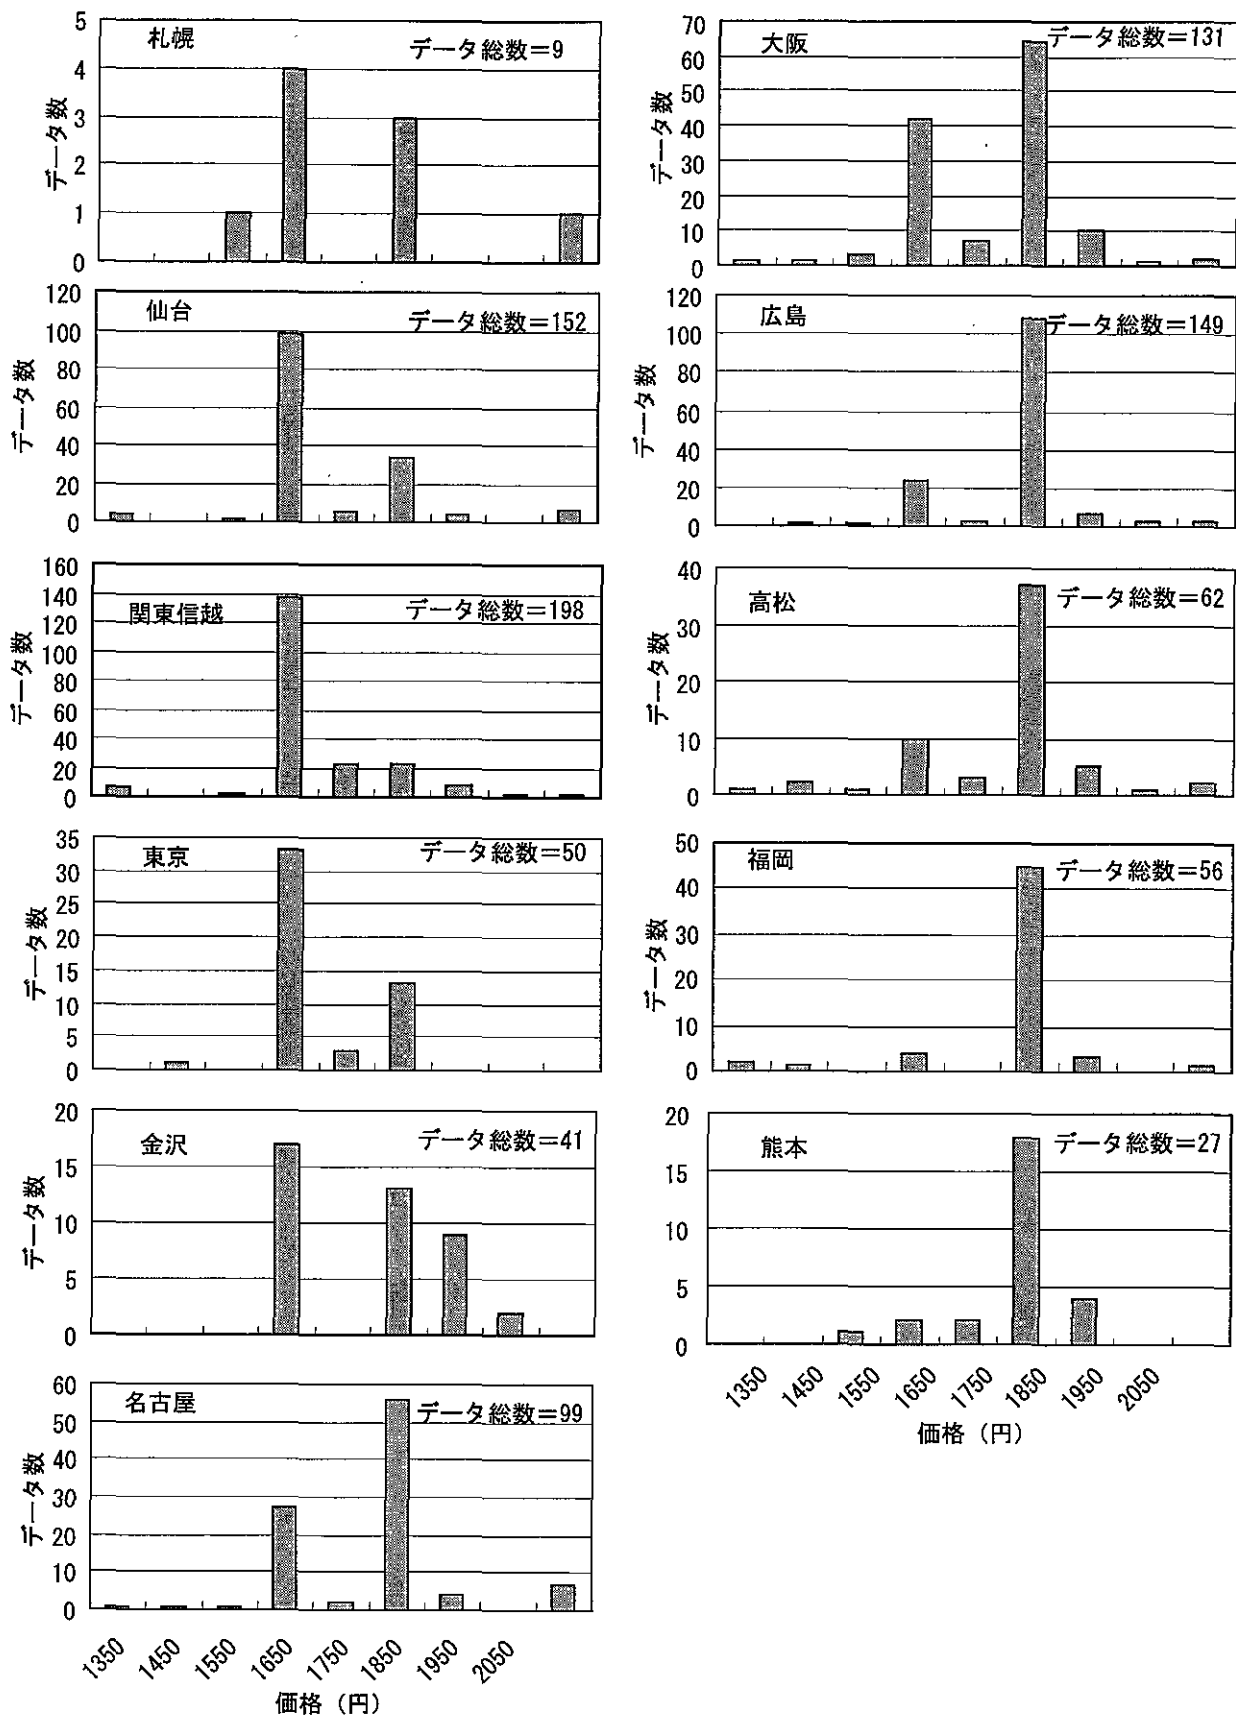 札幌
データ総数=9
データ数
5
4
3
2
1
0
仙台
データ総数=152
データ数
120
100
80
60
40
20
0
関東信越
データ総数=198
データ数
160
140
120
100
80
60
40
20
0
東京
データ総数=50
データ数
35
30
25
20
15
10
5
0
金沢
データ総数=41
データ数
20
15
10
5
0
名古屋
データ総数=99
データ数
60
50
40
30
20
10
0
1350 1450 1550 1650 1750 1850 1950 2050
価格（円）
大阪
データ総数=131
データ数
70
60
50
40
30
20
10
0
広島
データ総数=149
データ数
120
100
80
60
40
20
0
高松
データ総数=62
データ数
40
30
20
10
0
福岡
データ総数=56
データ数
50
40
30
20
10
0
熊本
データ総数=27
データ数
20
15
10
5
0
1350 1450 1550 1650 1750 1850 1950 2050
価格（円）